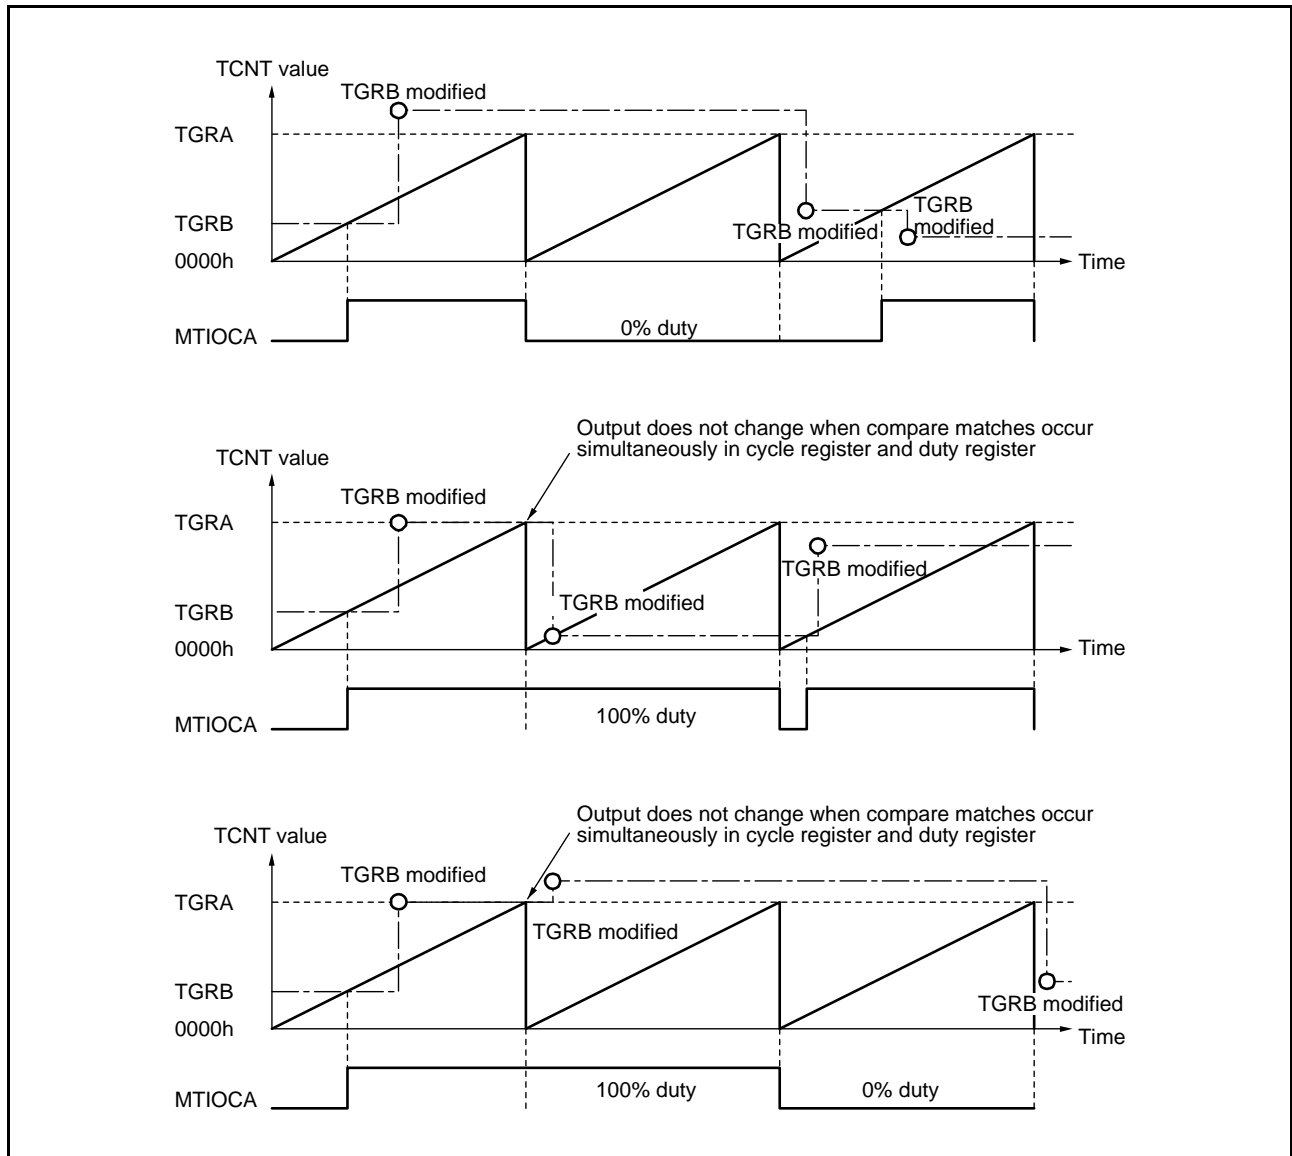 TCNT value
TGRB modified
TGRA
TGRB
TGRB modified
TGRB
modified
0000h
Time
0% duty
MTIOCA
Output does not change when compare matches occur
simultaneously in cycle register and duty register
TCNT value
TGRB modified
TGRA
TGRB modified
TGRB modified
TGRB
0000h
Time
100% duty
MTIOCA
Output does not change when compare matches occur
simultaneously in cycle register and duty register
TCNT value
TGRB modified
TGRA
TGRB modified
TGRB
TGRB modified
0000h
Time
100% duty
0% duty
MTIOCA